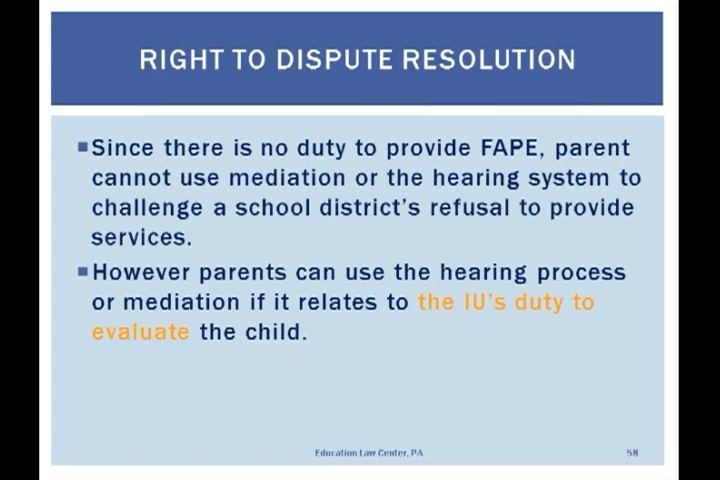 RIGHT TO DISPUTE RESOLUTION
Since there is no duty to provide FAPE, parent
cannot use mediation or the hearing system to
challenge a school district's refusal to provide
services.
However parents can use the hearing process
or mediation if it relates to the IU's duty to
evaluate the child.
Education Law Center, PA
58